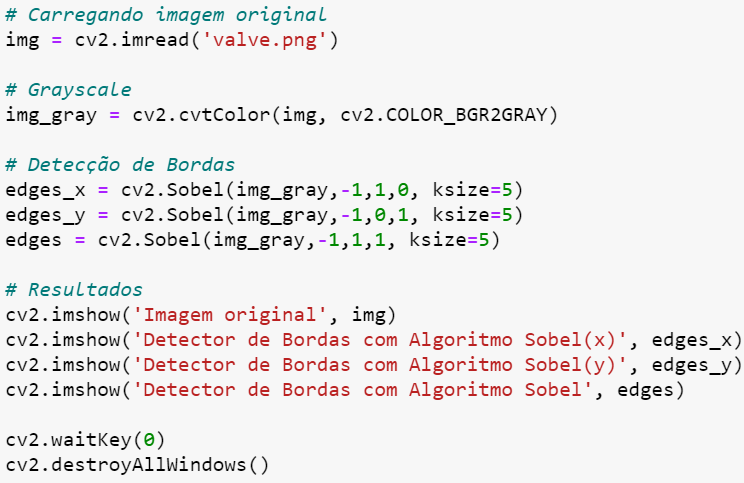 # Carregando imagem original
img = cv2.imread('valve.png')
# Grayscale
img_gray = cv2.cvtColor(img, cv2.COLOR_BGR2GRAY)
# Detecção de Bordas
edges_x = cv2.Sobel(img_gray,-1,1,0, ksize=5)
edges_y = cv2.Sobel(img_gray,-1,0,1, ksize=5)
edges = cv2.Sobel(img_gray,-1,1,1, ksize=5)
# Resultados
cv2.imshow('Imagem original', img)
cv2.imshow('Detector de Bordas com Algoritmo Sobel(x)', edges_x)
cv2.imshow('Detector de Bordas com Algoritmo Sobel(y)', edges_y)
cv2.imshow('Detector de Bordas com Algoritmo Sobel', edges)
cv2.waitKey(0)
cv2.destroyAllWindows()